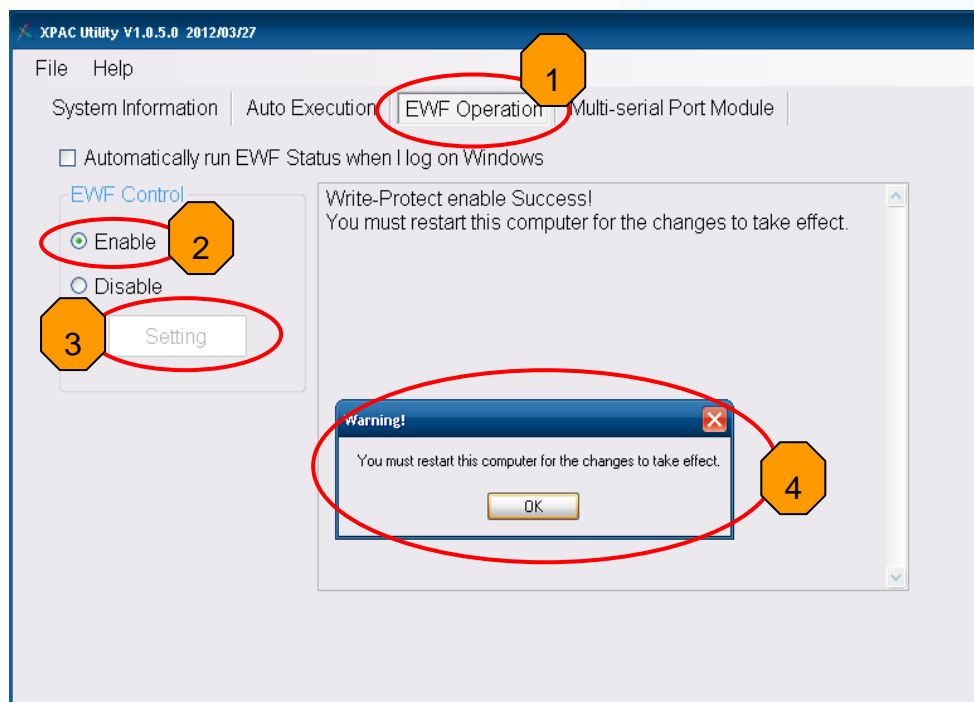 XPAC Utility V1.0.5.0 2012/03/27
File Help
1
System Information Auto Execution EWF Operation Multi-serial Port Module
Automatically run EWF Status when I log on Windows
EWF Control
Write-Protect enable Success!
You must restart this computer for the changes to take effect.
Enable
2
Disable
3
Setting
Warning!
You must restart this computer for the changes to take effect.
OK
4